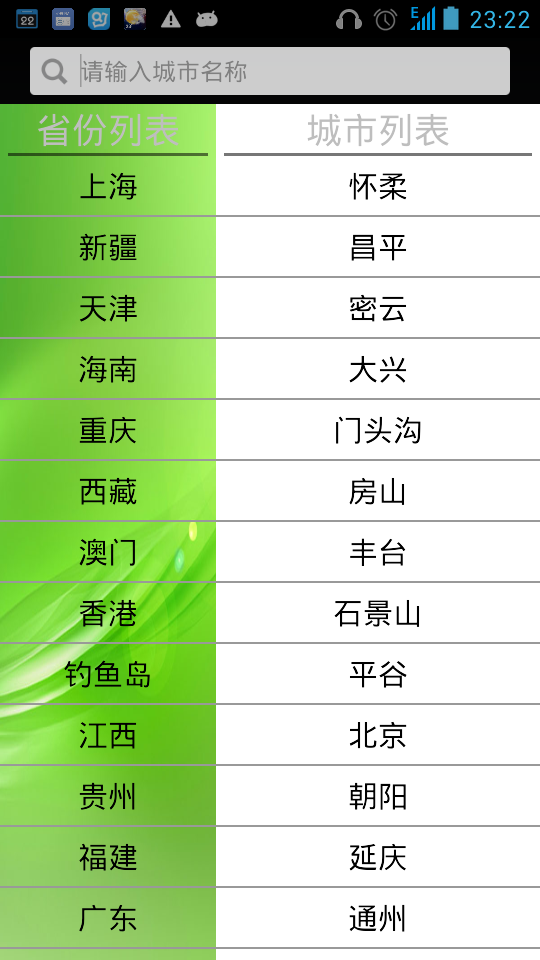 22
E
23:22
请输入城市名称
省份列表
城市列表
上海
怀柔
新疆
昌平
天津
密云
海南
大兴
重庆
门头沟
西藏
房山
澳门
丰台
香港
石景山
钓鱼岛
平谷
江西
北京
贵州
朝阳
福建
延庆
广东
通州